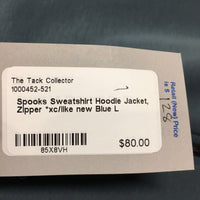 The Tack Collector
1000452-521
Spooks Sweatshirt Hoodie Jacket,
Zipper *xc/like new Blue L
85X8VH
$80.00
Retail (New) Price
is $ 128